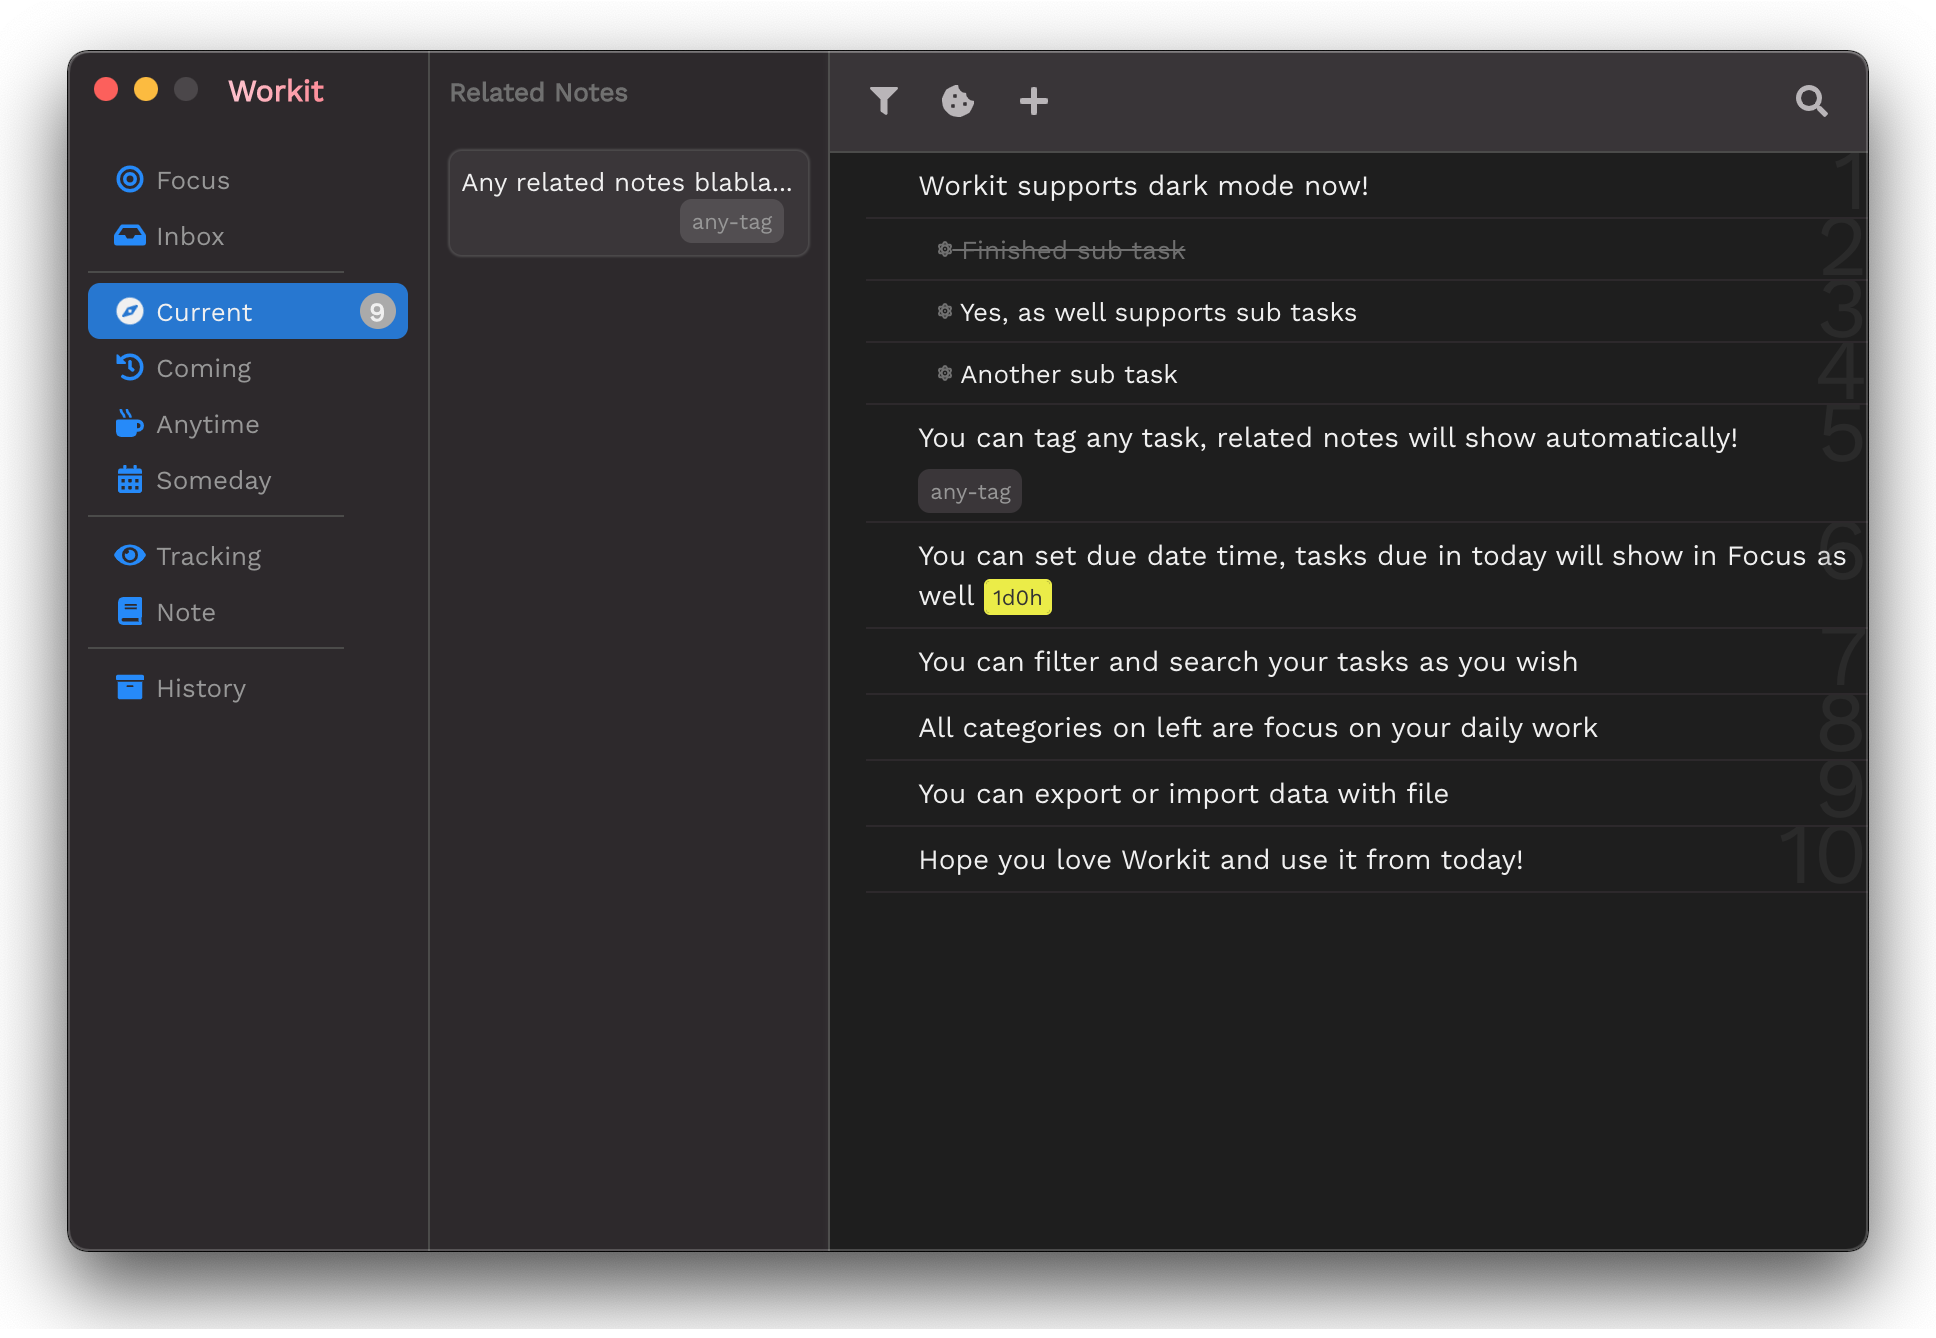 Workit
Focus
Inbox
Current 9
Coming
Anytime
Someday
Tracking
Note
History
Related Notes
Any related notes blabla...
any-tag
Workit supports dark mode now! 1
Finished sub task 2
Yes, as well supports sub tasks 3
Another sub task 4
You can tag any task, related notes will show automatically! 5
any-tag
You can set due date time, tasks due in today will show in Focus as 6
well 1d0h
You can filter and search your tasks as you wish 7
All categories on left are focus on your daily work 8
You can export or import data with file 9
Hope you love Workit and use it from today! 10